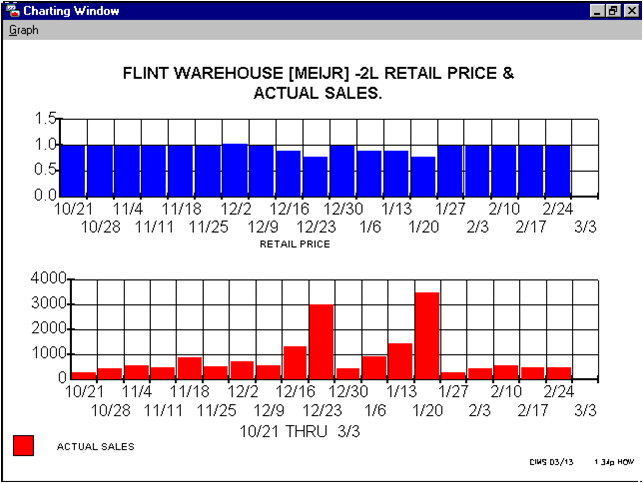 Charting Window
Graph
FLINT WAREHOUSE [MEIJR] -2L RETAIL PRICE &
ACTUAL SALES.
1.5
1.0
0.5
0.0
10/21 11/4 11/18 12/2 12/16 12/30 1/13 1/27 2/10 2/24
10/28 11/11 11/25 12/9 12/23 1/6 1/20 2/3 2/17 3/3
RETAIL PRICE
4000
3000
2000
1000
0
10/21 11/4 11/18 12/2 12/16 12/30 1/13 1/27 2/10 2/24
10/28 11/11 11/25 12/9 12/23 1/6 1/20 2/3 2/17 3/3
10/21 THRU 3/3
ACTUAL SALES
DMS 03/13 1 34p HOW